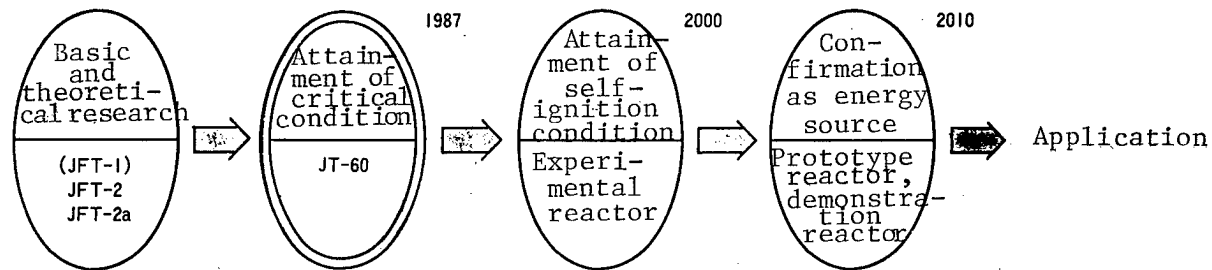 Basic
and
theoreti-
cal research
(JFT-1)
JFT-2
JFT-2a
1987
Attain-
ment of
critical
condition
JT-60
2000
Attain-
ment of
self-
ignition
condition
Experi-
mental
reactor
2010
Con-
firmation
as energy
source
Prototype
reactor,
demonstra-
tion
reactor
Application